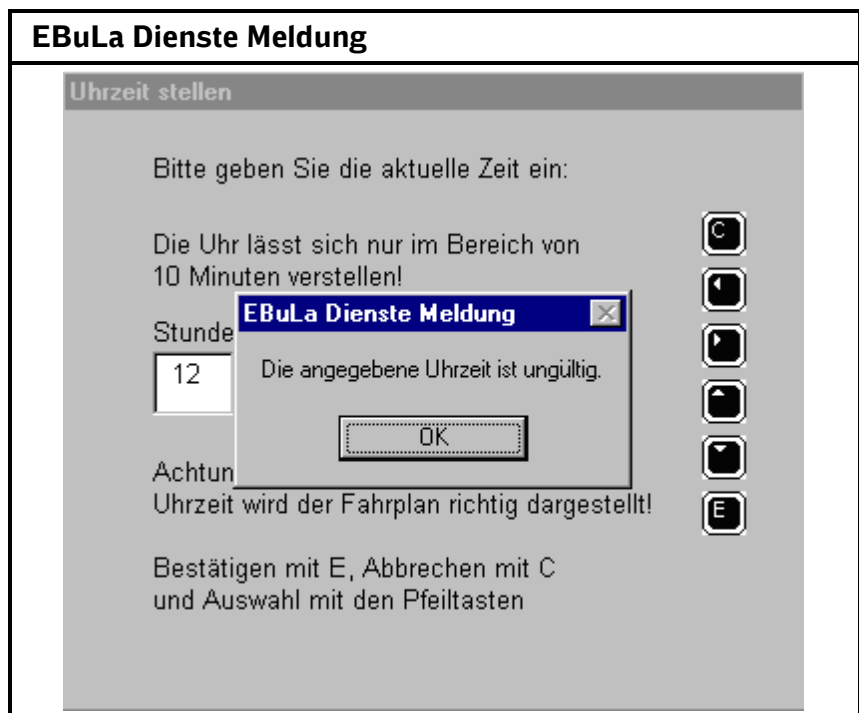 EBuLa Dienste Meldung
Uhrzeit stellen
Bitte geben Sie die aktuelle Zeit ein:
Die Uhr lässt sich nur im Bereich von
10 Minuten verstellen!
Stunde
12
EBuLa Dienste Meldung
Die angegebene Uhrzeit ist ungültig.
OK
Achtun
Uhrzeit wird der Fahrplan richtig dargestellt!
Bestätigen mit E, Abbrechen mit C
und Auswahl mit den Pfeiltasten
C
E